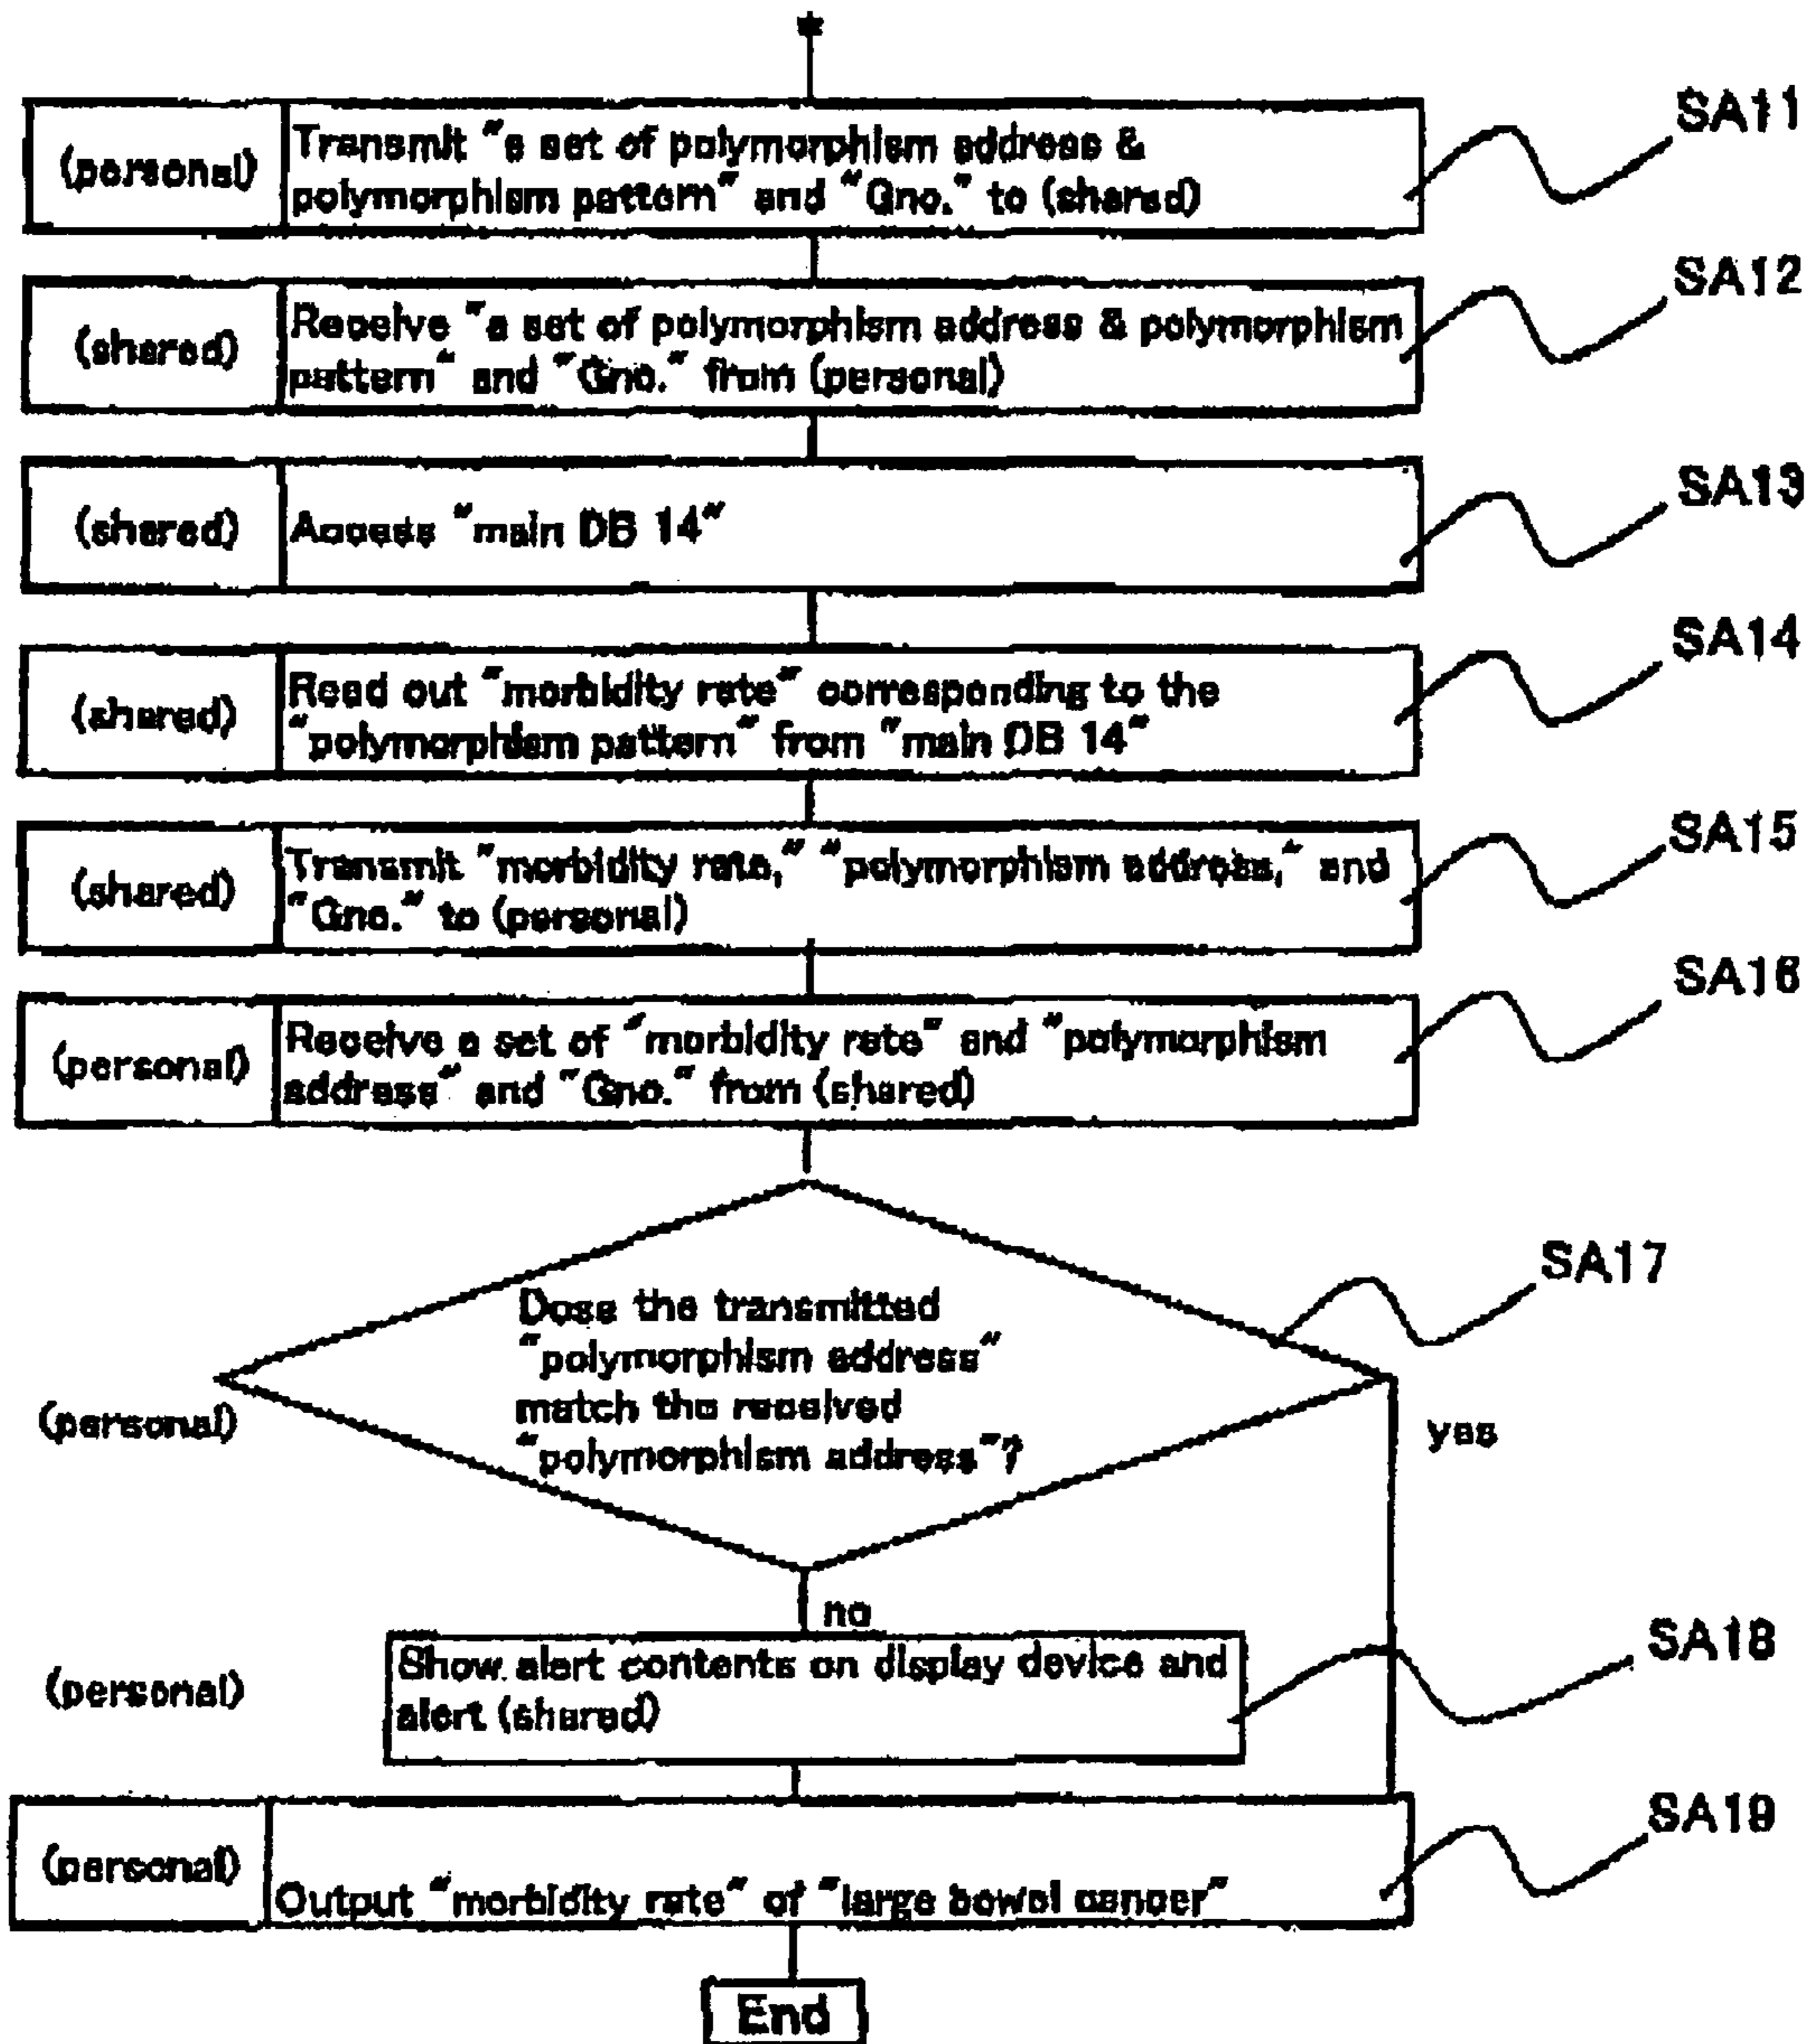 *
SA11
(personal)
Transmit "a set of polymorphism address &
polymorphism pattern" and "Gno." to (shared)
SA12
(shared)
Receive "a set of polymorphism address & polymorphism
pattern" and "Gno." from (personal)
SA13
(shared)
Access "main DB 14"
SA14
(shared)
Read out "morbidity rate" corresponding to the
"polymorphism pattern" from "main DB 14"
SA15
(shared)
Transmit "morbidity rate," "polymorphism address," and
"Gno." to (personal)
SA16
(personal)
Receive a set of "morbidity rate" and "polymorphism
address" and "Gno." from (shared)
SA17
(personal)
Dose the transmitted
"polymorphism address"
match the received
"polymorphism address"?
yes
no
SA18
(personal)
Show alert contents on display device and
alert (shared)
SA19
(personal)
Output "morbidity rate" of "large bowel cancer"
End